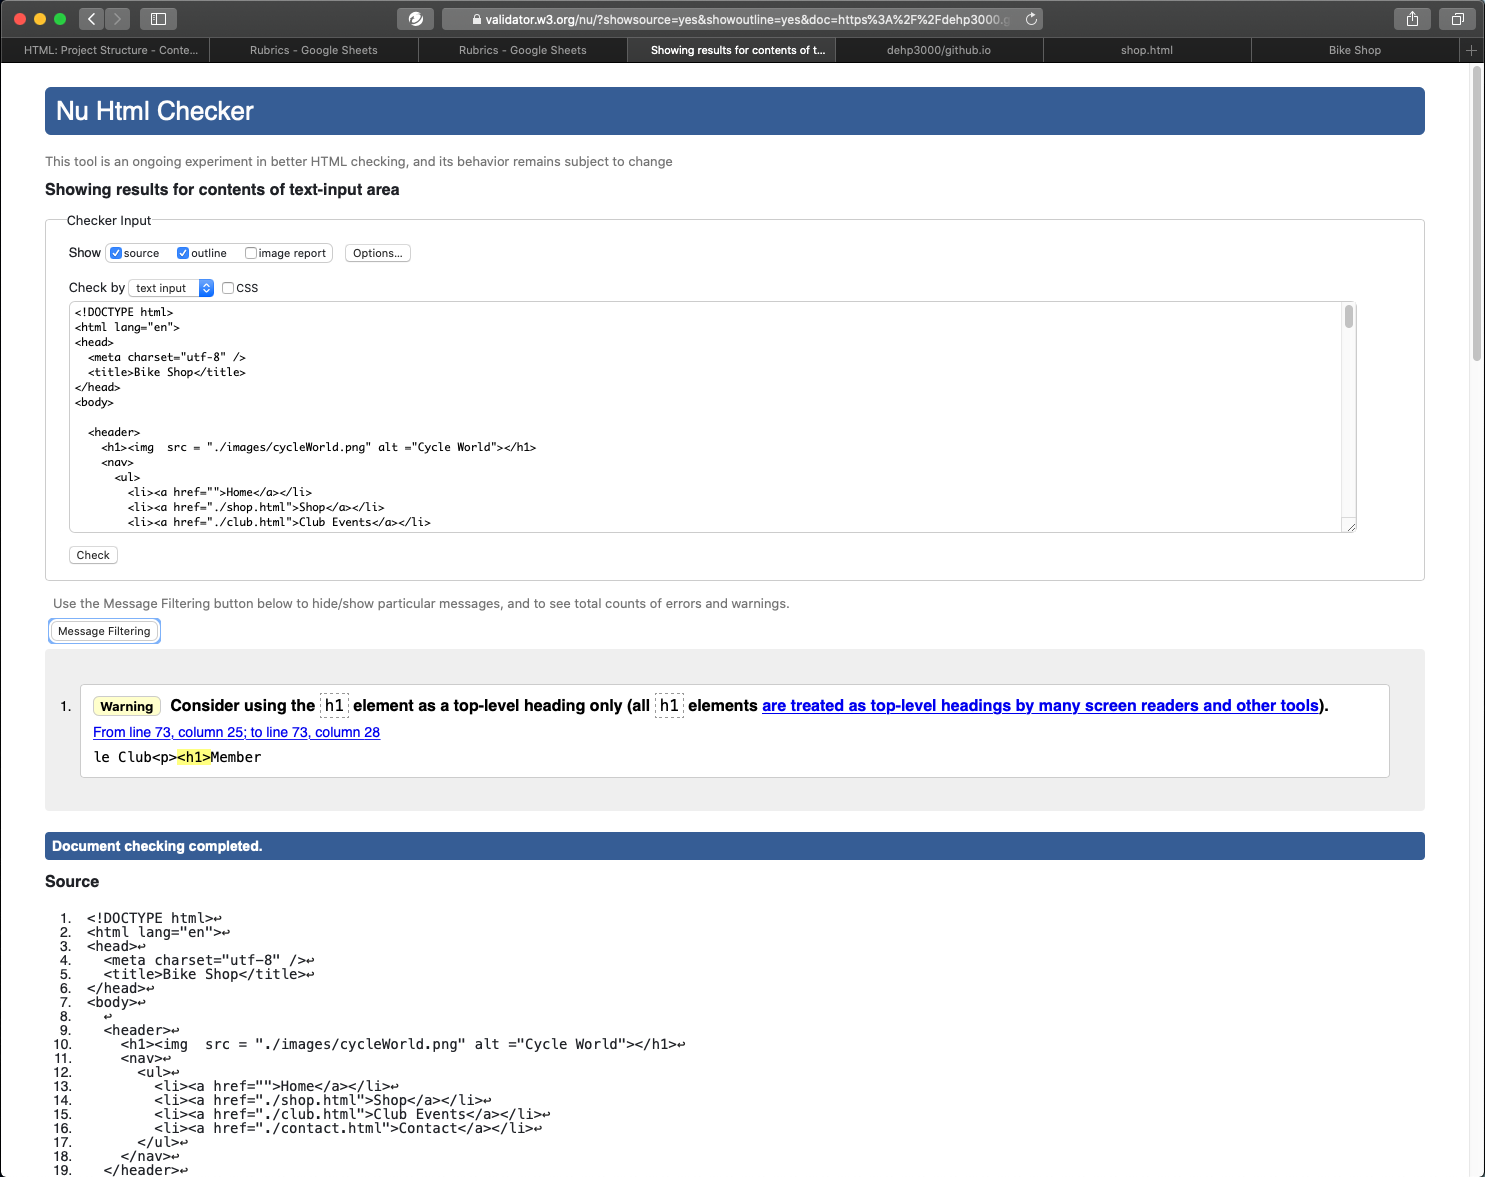 validator.w3.org/nu/?showsource=yes&showoutline=yes&doc=https%3A%2F%2Fdehp3000.g
HTML: Project Structure - Conte...
Rubrics - Google Sheets
Rubrics - Google Sheets
Showing results for contents of t...
dehp3000/github.io
shop.html
Bike Shop
Nu Html Checker
This tool is an ongoing experiment in better HTML checking, and its behavior remains subject to change
Showing results for contents of text-input area
Checker Input
Show source outline image report Options...
Check by text input CSS
<!DOCTYPE html>
<html lang="en">
<head>
  <meta charset="utf-8" />
  <title>Bike Shop</title>
</head>
<body>
  <header>
    <h1><img  src = "./images/cycleWorld.png" alt ="Cycle World"></h1>
    <nav>
      <ul>
        <li><a href="">Home</a></li>
        <li><a href="./shop.html">Shop</a></li>
        <li><a href="./club.html">Club Events</a></li>
Check
Use the Message Filtering button below to hide/show particular messages, and to see total counts of errors and warnings.
Message Filtering
1. Warning Consider using the h1 element as a top-level heading only (all h1 elements are treated as top-level headings by many screen readers and other tools).
From line 73, column 25; to line 73, column 28
le Club<p><h1>Member
Document checking completed.
Source
1. <!DOCTYPE html>↩
2. <html lang="en">↩
3. <head>↩
4.   <meta charset="utf-8" />↩
5.   <title>Bike Shop</title>↩
6. </head>↩
7. <body>↩
8.   ↩
9.   <header>↩
10.     <h1><img  src = "./images/cycleWorld.png" alt ="Cycle World"></h1>↩
11.     <nav>↩
12.       <ul>↩
13.         <li><a href="">Home</a></li>↩
14.         <li><a href="./shop.html">Shop</a></li>↩
15.         <li><a href="./club.html">Club Events</a></li>↩
16.         <li><a href="./contact.html">Contact</a></li>↩
17.       </ul>↩
18.     </nav>↩
19.   </header>↩